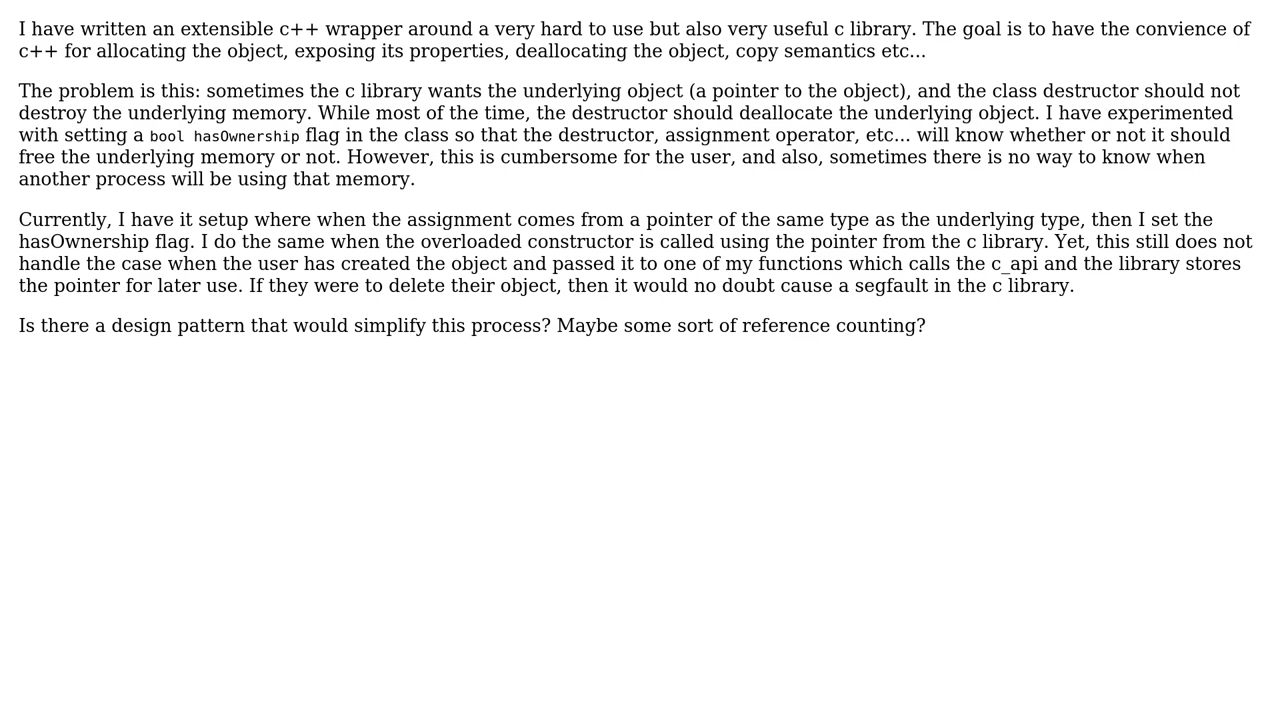 I have written an extensible c++ wrapper around a very hard to use but also very useful c library. The goal is to have the convience of
c++ for allocating the object, exposing its properties, deallocating the object, copy semantics etc...
The problem is this: sometimes the c library wants the underlying object (a pointer to the object), and the class destructor should not
destroy the underlying memory. While most of the time, the destructor should deallocate the underlying object. I have experimented
with setting a bool hasOwnership flag in the class so that the destructor, assignment operator, etc... will know whether or not it should
free the underlying memory or not. However, this is cumbersome for the user, and also, sometimes there is no way to know when
another process will be using that memory.
Currently, I have it setup where when the assignment comes from a pointer of the same type as the underlying type, then I set the
hasOwnership flag. I do the same when the overloaded constructor is called using the pointer from the c library. Yet, this still does not
handle the case when the user has created the object and passed it to one of my functions which calls the c_api and the library stores
the pointer for later use. If they were to delete their object, then it would no doubt cause a segfault in the c library.
Is there a design pattern that would simplify this process? Maybe some sort of reference counting?